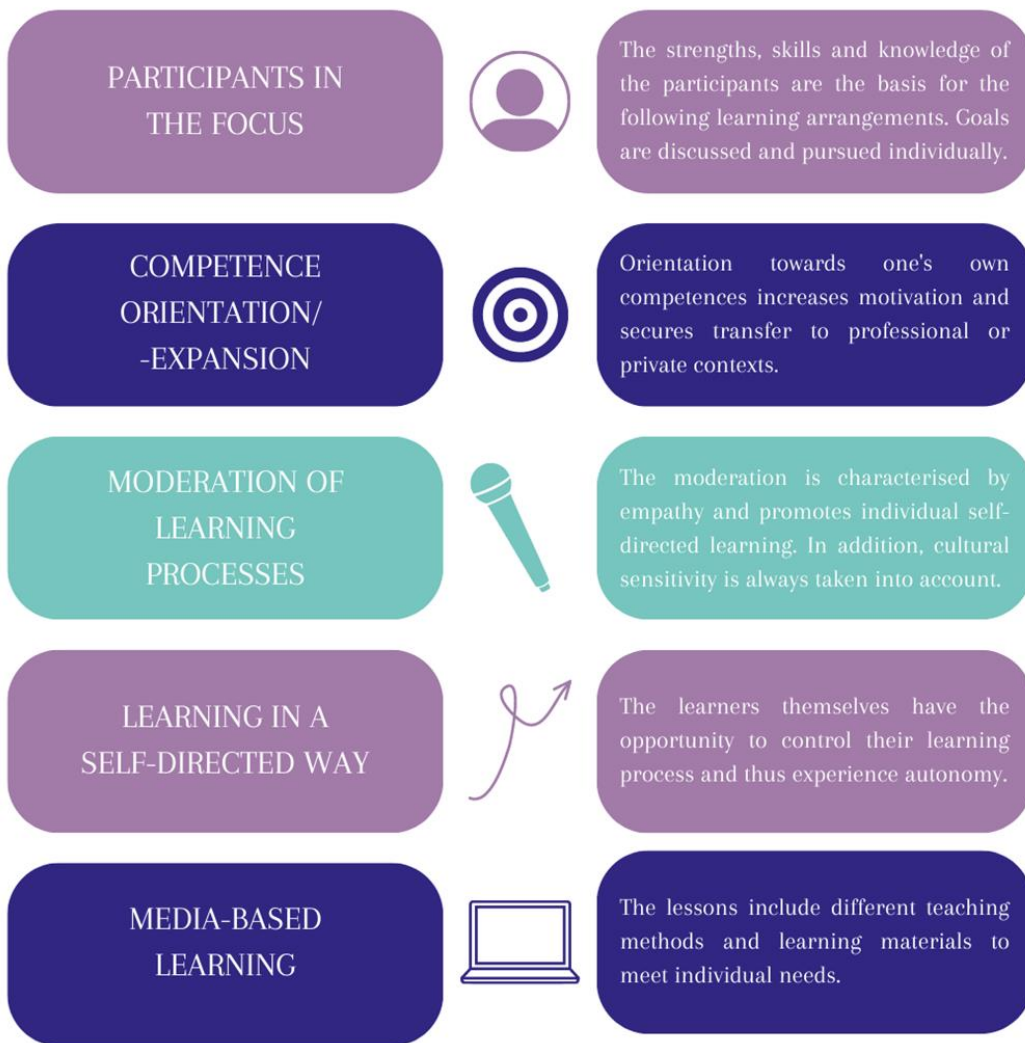 PARTICIPANTS IN
THE FOCUS
The strengths, skills and knowledge of
the participants are the basis for the
following learning arrangements. Goals
are discussed and pursued individually.
COMPETENCE
ORIENTATION/
-EXPANSION
Orientation towards one's own
competences increases motivation and
secures transfer to professional or
private contexts.
MODERATION OF
LEARNING
PROCESSES
The moderation is characterised by
empathy and promotes individual self-
directed learning. In addition, cultural
sensitivity is always taken into account.
LEARNING IN A
SELF-DIRECTED WAY
The learners themselves have the
opportunity to control their learning
process and thus experience autonomy.
MEDIA-BASED
LEARNING
The lessons include different teaching
methods and learning materials to
meet individual needs.